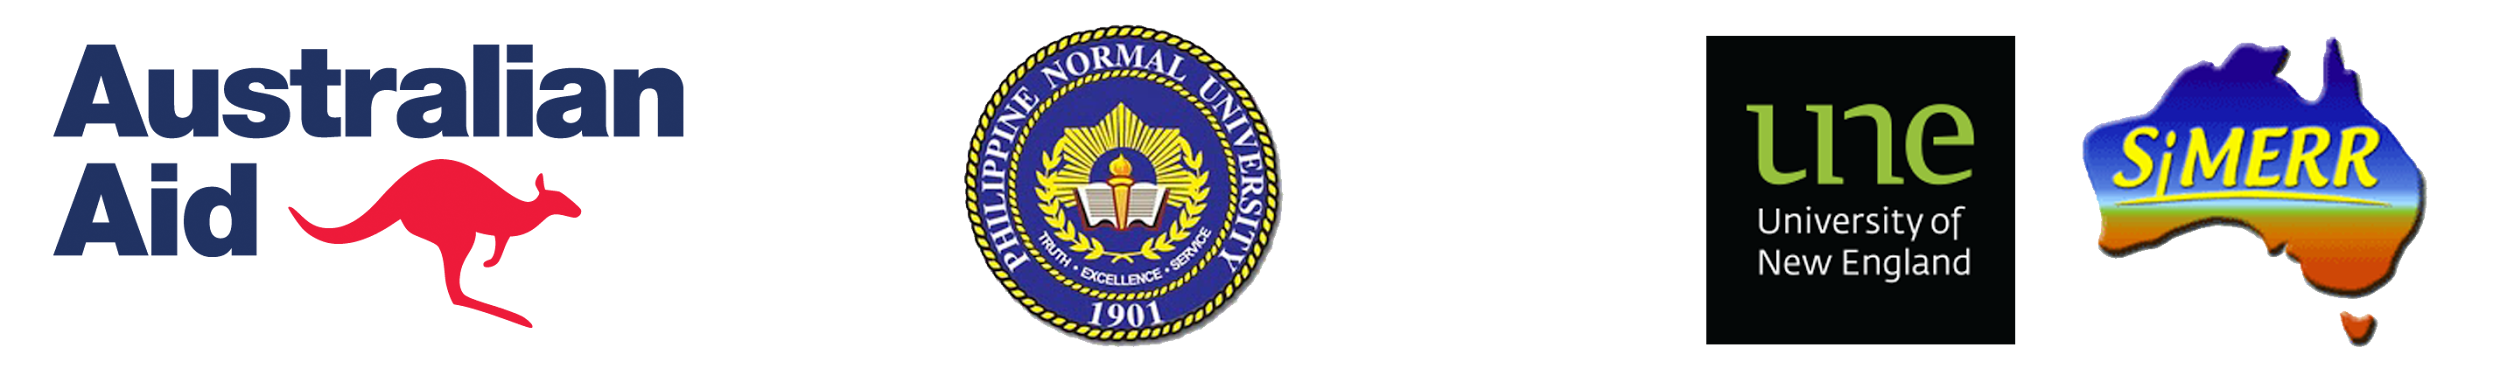 Australian
Aid
PHILIPPINE NORMAL UNIVERSITY
TRUTH • EXCELLENCE • SERVICE
1901
une
University of
New England
SiMERR